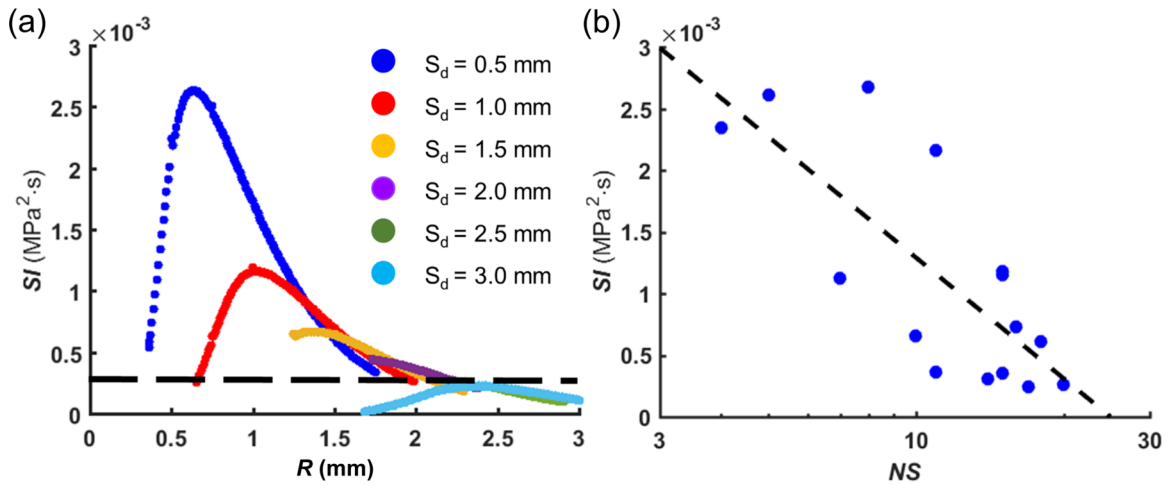 (a)
×10⁻³
3
2.5
2
1.5
1
0.5
0
SI (MPa²·s)
0 0.5 1 1.5 2 2.5 3
R (mm)
S_d = 0.5 mm
S_d = 1.0 mm
S_d = 1.5 mm
S_d = 2.0 mm
S_d = 2.5 mm
S_d = 3.0 mm
(b)
×10⁻³
3
2.5
2
1.5
1
0.5
0
SI (MPa²·s)
3 10 30
NS